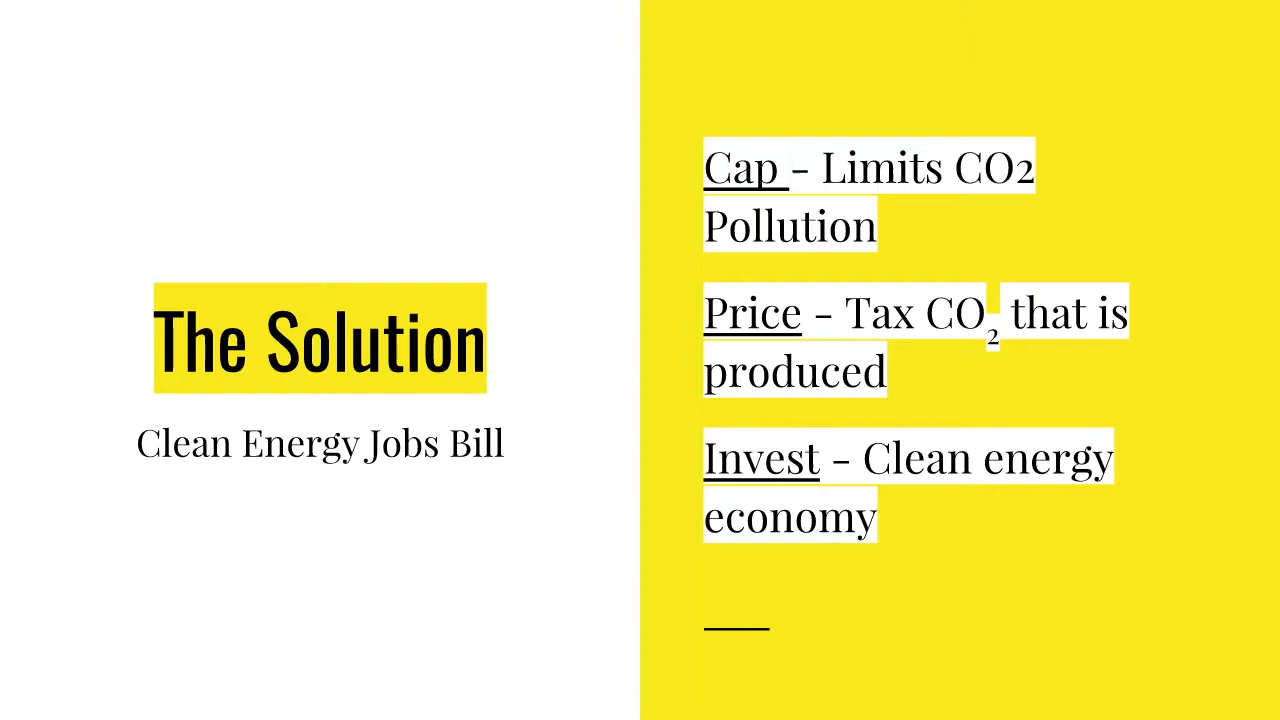 The Solution
Clean Energy Jobs Bill
Cap - Limits CO2
Pollution
Price - Tax CO₂ that is
produced
Invest - Clean energy
economy